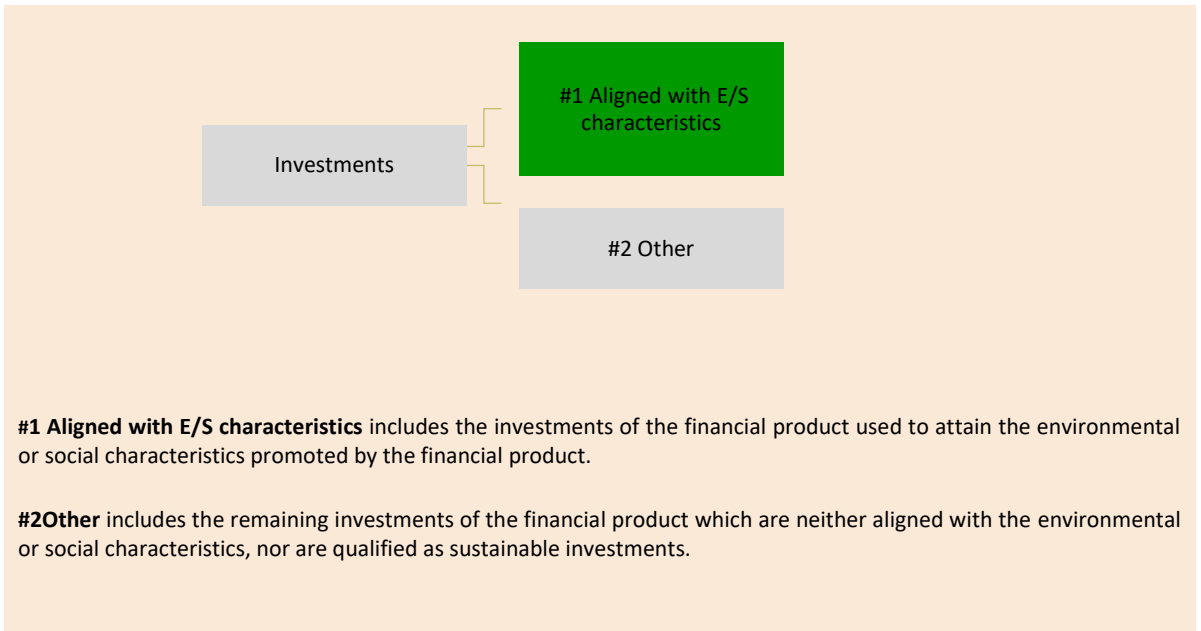 #1 Aligned with E/S
characteristics
Investments
#2 Other
#1 Aligned with E/S characteristics includes the investments of the financial product used to attain the environmental
or social characteristics promoted by the financial product.
#2Other includes the remaining investments of the financial product which are neither aligned with the environmental
or social characteristics, nor are qualified as sustainable investments.